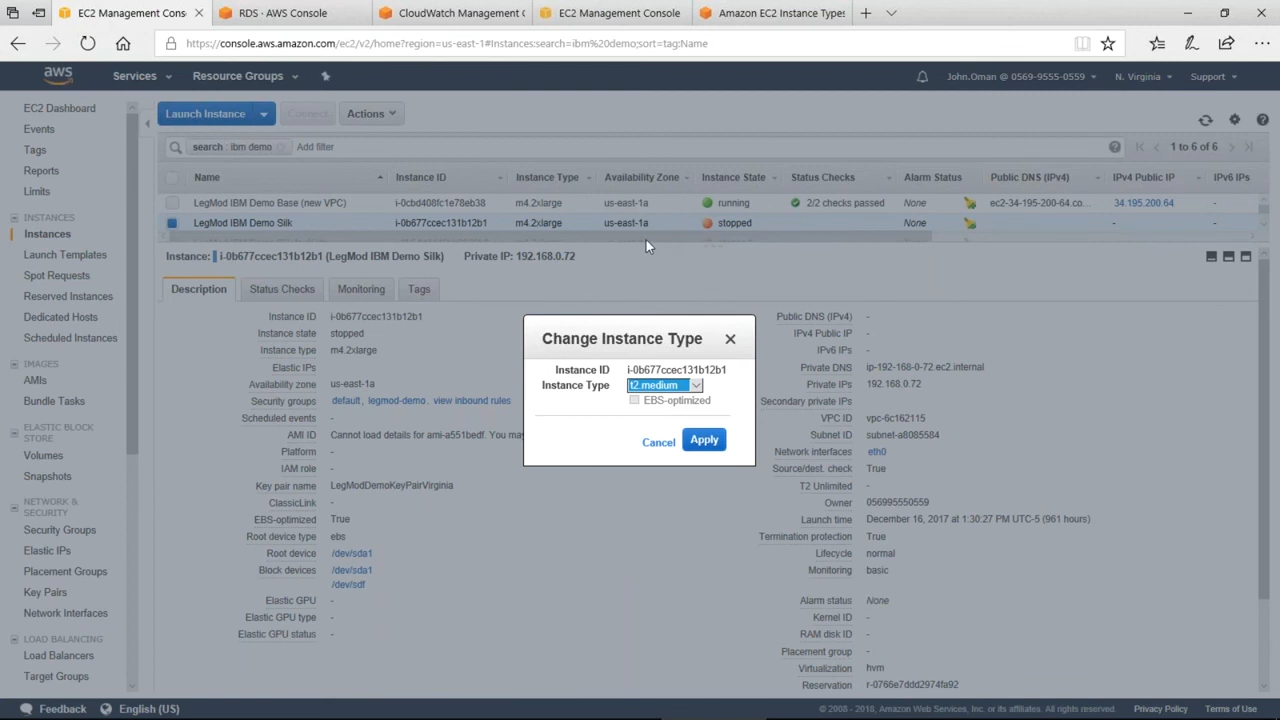 EC2 Management Cons
RDS · AWS Console
CloudWatch Management C
EC2 Management Console
Amazon EC2 Instance Types
https://console.aws.amazon.com/ec2/v2/home?region=us-east-1#Instances:search=ibm%20demo;sort=tag:Name
aws
Services
Resource Groups
John.Oman @ 0569-9555-0559
N. Virginia
Support
EC2 Dashboard
Events
Tags
Reports
Limits
INSTANCES
Instances
Launch Templates
Spot Requests
Reserved Instances
Dedicated Hosts
Scheduled Instances
IMAGES
AMIs
Bundle Tasks
ELASTIC BLOCK
STORE
Volumes
Snapshots
NETWORK &
SECURITY
Security Groups
Elastic IPs
Placement Groups
Key Pairs
Network Interfaces
LOAD BALANCING
Load Balancers
Target Groups
Launch Instance
Connect
Actions
search : ibm demo
Add filter
1 to 6 of 6
Name Instance ID Instance Type Availability Zone Instance State Status Checks Alarm Status Public DNS (IPv4) IPv4 Public IP IPv6 IPs
LegMod IBM Demo Base (new VPC) i-0cbd408fc1e78eb38 m4.2xlarge us-east-1a running 2/2 checks passed None ec2-34-195-200-64.co... 34.195.200.64 -
LegMod IBM Demo Silk i-0b677ccec131b12b1 m4.2xlarge us-east-1a stopped None -
Instance: i-0b677ccec131b12b1 (LegMod IBM Demo Silk) Private IP: 192.168.0.72
Description
Status Checks
Monitoring
Tags
Instance ID i-0b677ccec131b12b1
Instance state stopped
Instance type m4.2xlarge
Elastic IPs
Availability zone us-east-1a
Security groups default , legmod-demo . view inbound rules
Scheduled events -
AMI ID Cannot load details for ami-a551bedf. You may
Platform -
IAM role -
Key pair name LegModDemoKeyPairVirginia
ClassicLink -
EBS-optimized True
Root device type ebs
Root device /dev/sda1
Block devices /dev/sda1
/dev/sdf
Elastic GPU -
Elastic GPU type -
Elastic GPU status -
Public DNS (IPv4) -
IPv4 Public IP -
IPv6 IPs -
Private DNS ip-192-168-0-72.ec2.internal
Private IPs 192.168.0.72
Secondary private IPs
VPC ID vpc-6c162115
Subnet ID subnet-a8085584
Network interfaces eth0
Source/dest. check True
T2 Unlimited -
Owner 056995550559
Launch time December 16, 2017 at 1:30:27 PM UTC-5 (961 hours)
Termination protection True
Lifecycle normal
Monitoring basic
Alarm status None
Kernel ID -
RAM disk ID -
Placement group -
Virtualization hvm
Reservation r-0766e7ddd2974fa92
Change Instance Type
Instance ID i-0b677ccec131b12b1
Instance Type t2.medium
EBS-optimized
Cancel
Apply
Feedback
English (US)
© 2008 - 2018, Amazon Web Services, Inc. or its affiliates. All rights reserved.
Privacy Policy
Terms of Use